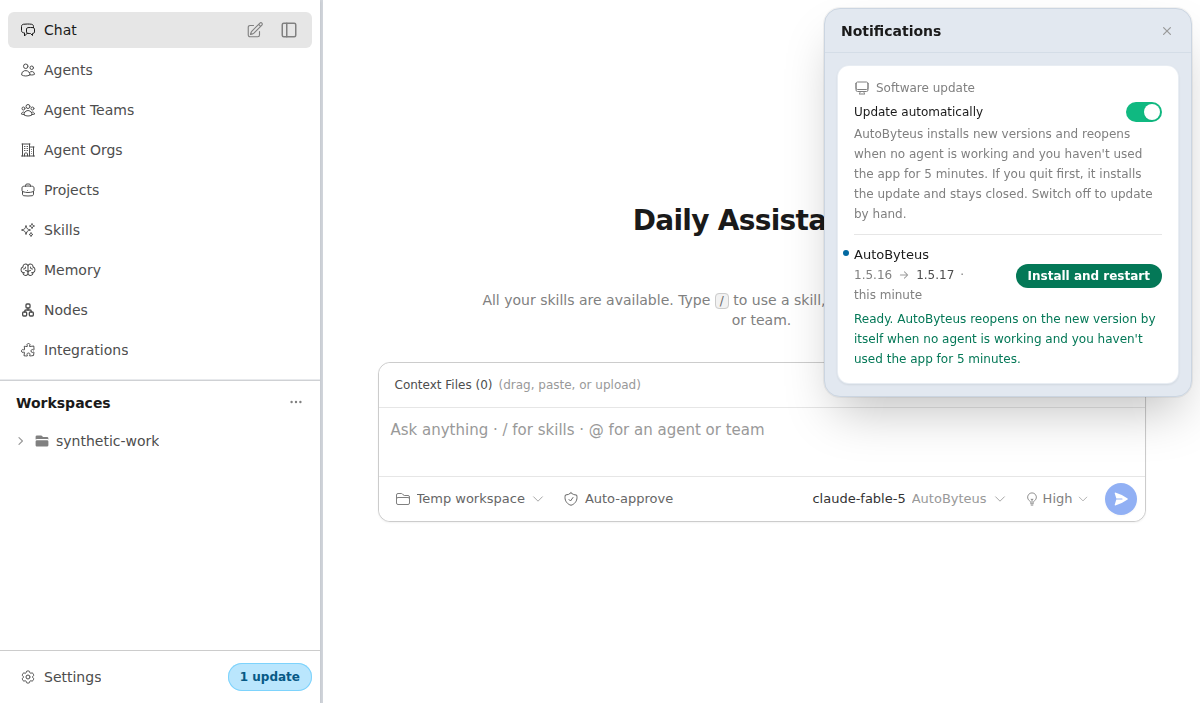 Chat
Agents
Agent Teams
Agent Orgs
Projects
Skills
Memory
Nodes
Integrations
Workspaces
synthetic-work
Settings
1 update
Daily Assista
All your skills are available. Type / to use a skill,
or team.
Context Files (0) (drag, paste, or upload)
Ask anything · / for skills · @ for an agent or team
Temp workspace
Auto-approve
claude-fable-5 AutoByteus
High
Notifications
Software update
Update automatically
AutoByteus installs new versions and reopens
when no agent is working and you haven't used
the app for 5 minutes. If you quit first, it installs
the update and stays closed. Switch off to update
by hand.
AutoByteus
1.5.16 → 1.5.17 ·
this minute
Install and restart
Ready. AutoByteus reopens on the new version by
itself when no agent is working and you haven't
used the app for 5 minutes.